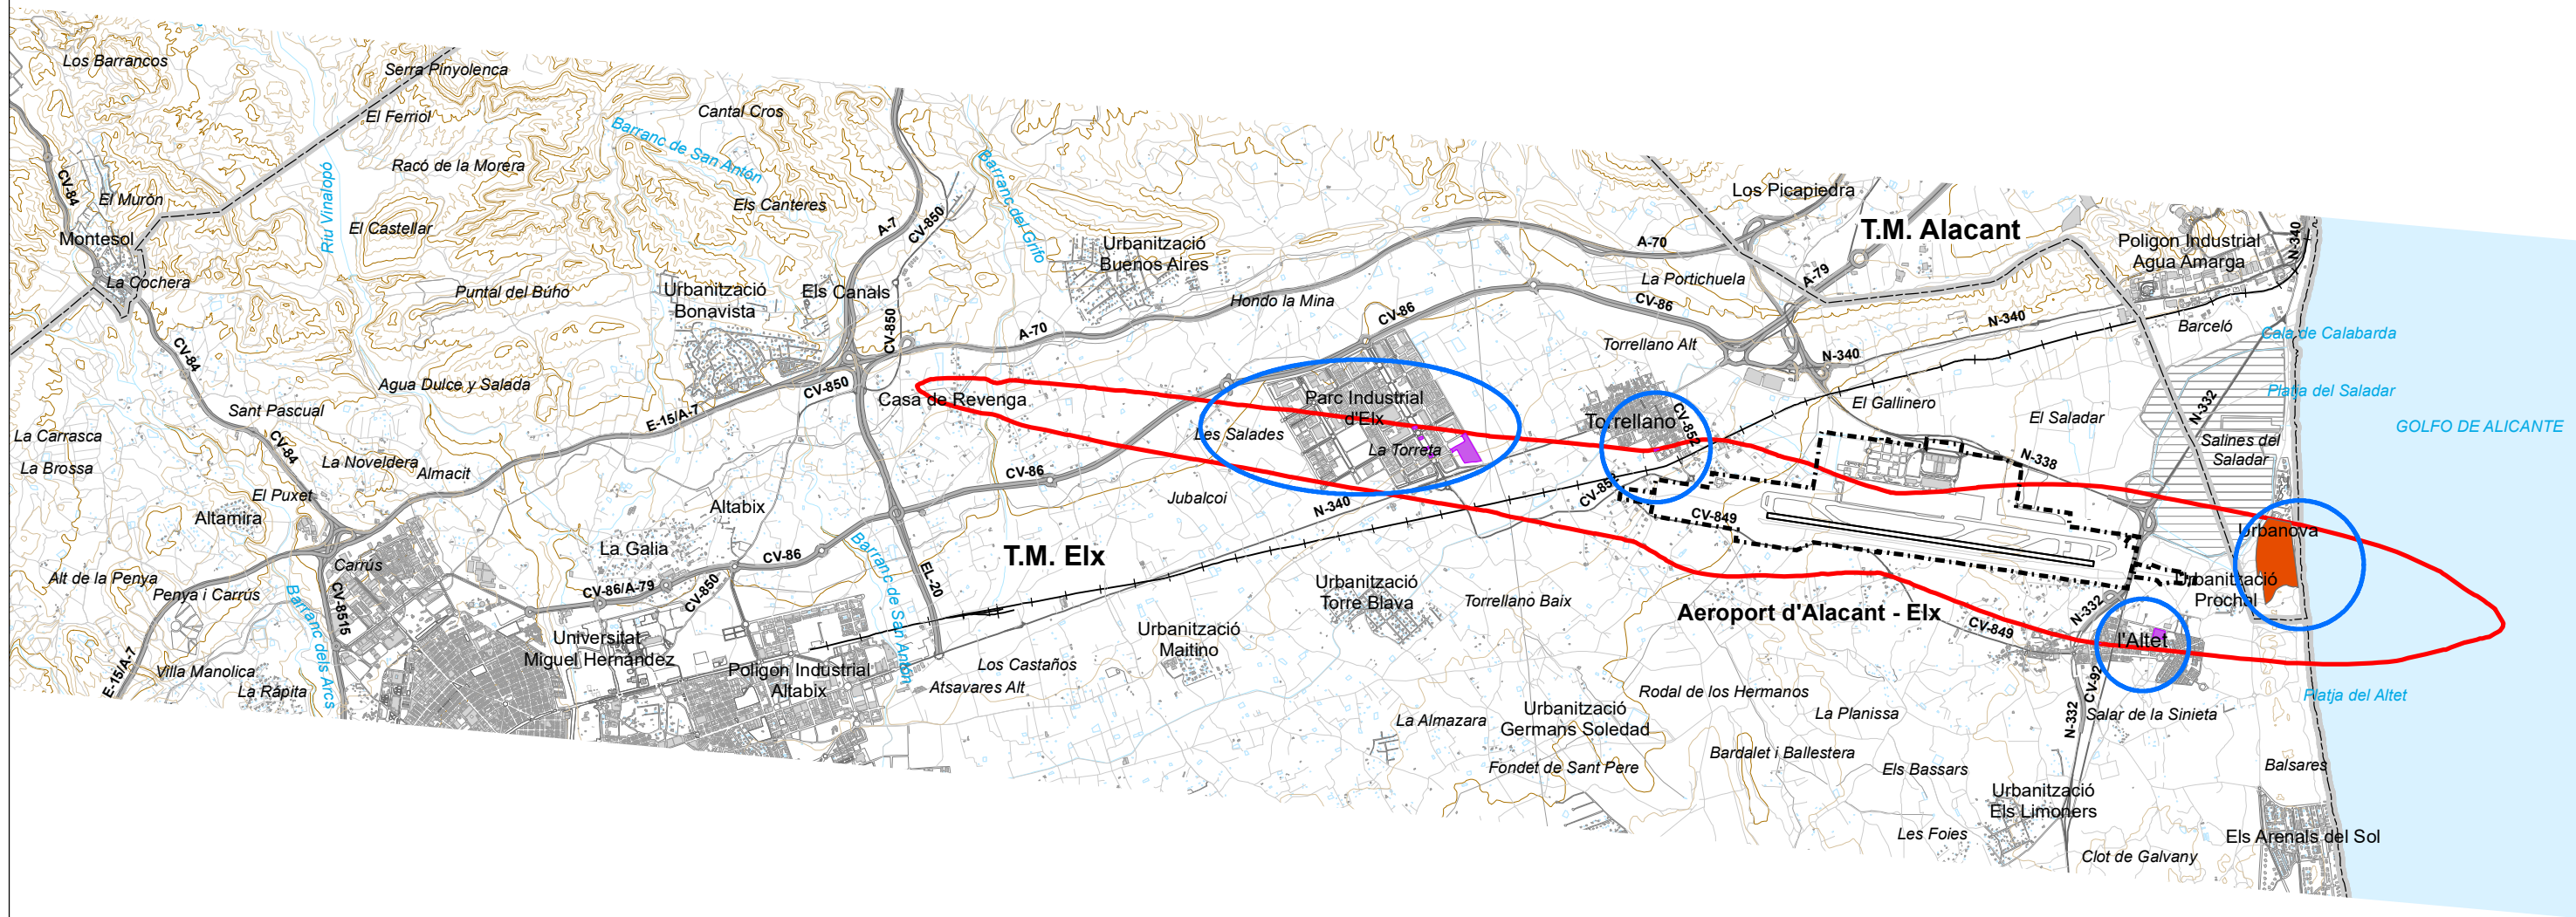 Los Barrancos
Serra Pinyolenca
El Ferriol
Cantal Cros
Barranc de San Antón
Racó de la Morera
Riu Vinalopó
Barranc del Grifo
CV-84
El Murón
Els Canteres
El Castellar
Montesol
A-7
CV-850
La Cochera
Puntal del Búho
Urbanització
Bonavista
Els Canals
Urbanització
Buenos Aires
Los Picapiedra
T.M. Alacant
A-70
La Portichuela
A-79
Poligon Industrial
Agua Amarga
N-340
Hondo la Mina
CV-86
CV-86
N-340
Barceló
Cala de Calabarda
CV-850
A-70
Torrellano Alt
N-340
CV-84
Agua Dulce y Salada
CV-850
Casa de Revenga
Parc Industrial
d'Elx
Les Salades
La Torreta
Torrellano
CV-852
El Gallinero
El Saladar
N-332
Platja del Saladar
GOLFO DE ALICANTE
Salines del
Saladar
Sant Pascual
E-15/A-7
La Carrasca
La Brossa
CV-84
La Noveldera
Almacit
CV-86
Jubalcoi
N-340
N-338
El Puxet
Altamira
Altabix
CV-849
Urbanova
La Galia
CV-86
T.M. Elx
Barranc de San Antón
EL-20
Carrús
Alt de la Penya
Penya i Carrús
Barranc dels Arcs
CV-8515
CV-86/A-79
CV-850
Urbanització
Torre Blava
Torrellano Baix
Aeroport d'Alacant - Elx
Urbanització
Prochal
N-332
CV-849
l'Altet
Universitat
Miguel Hernández
Urbanització
Maitino
Poligon Industrial
Altabix
Los Castaños
Atsavares Alt
E-15/A-7
Villa Manolica
La Ràpita
Rodal de los Hermanos
La Planissa
CV-92
N-332
Salar de la Sinieta
Platja del Altet
La Almazara
Urbanització
Germans Soledad
Bardalet i Ballestera
Fondet de Sant Pere
Els Bassars
Balsares
Urbanització
Els Limoners
Les Foies
Clot de Galvany
Els Arenals del Sol